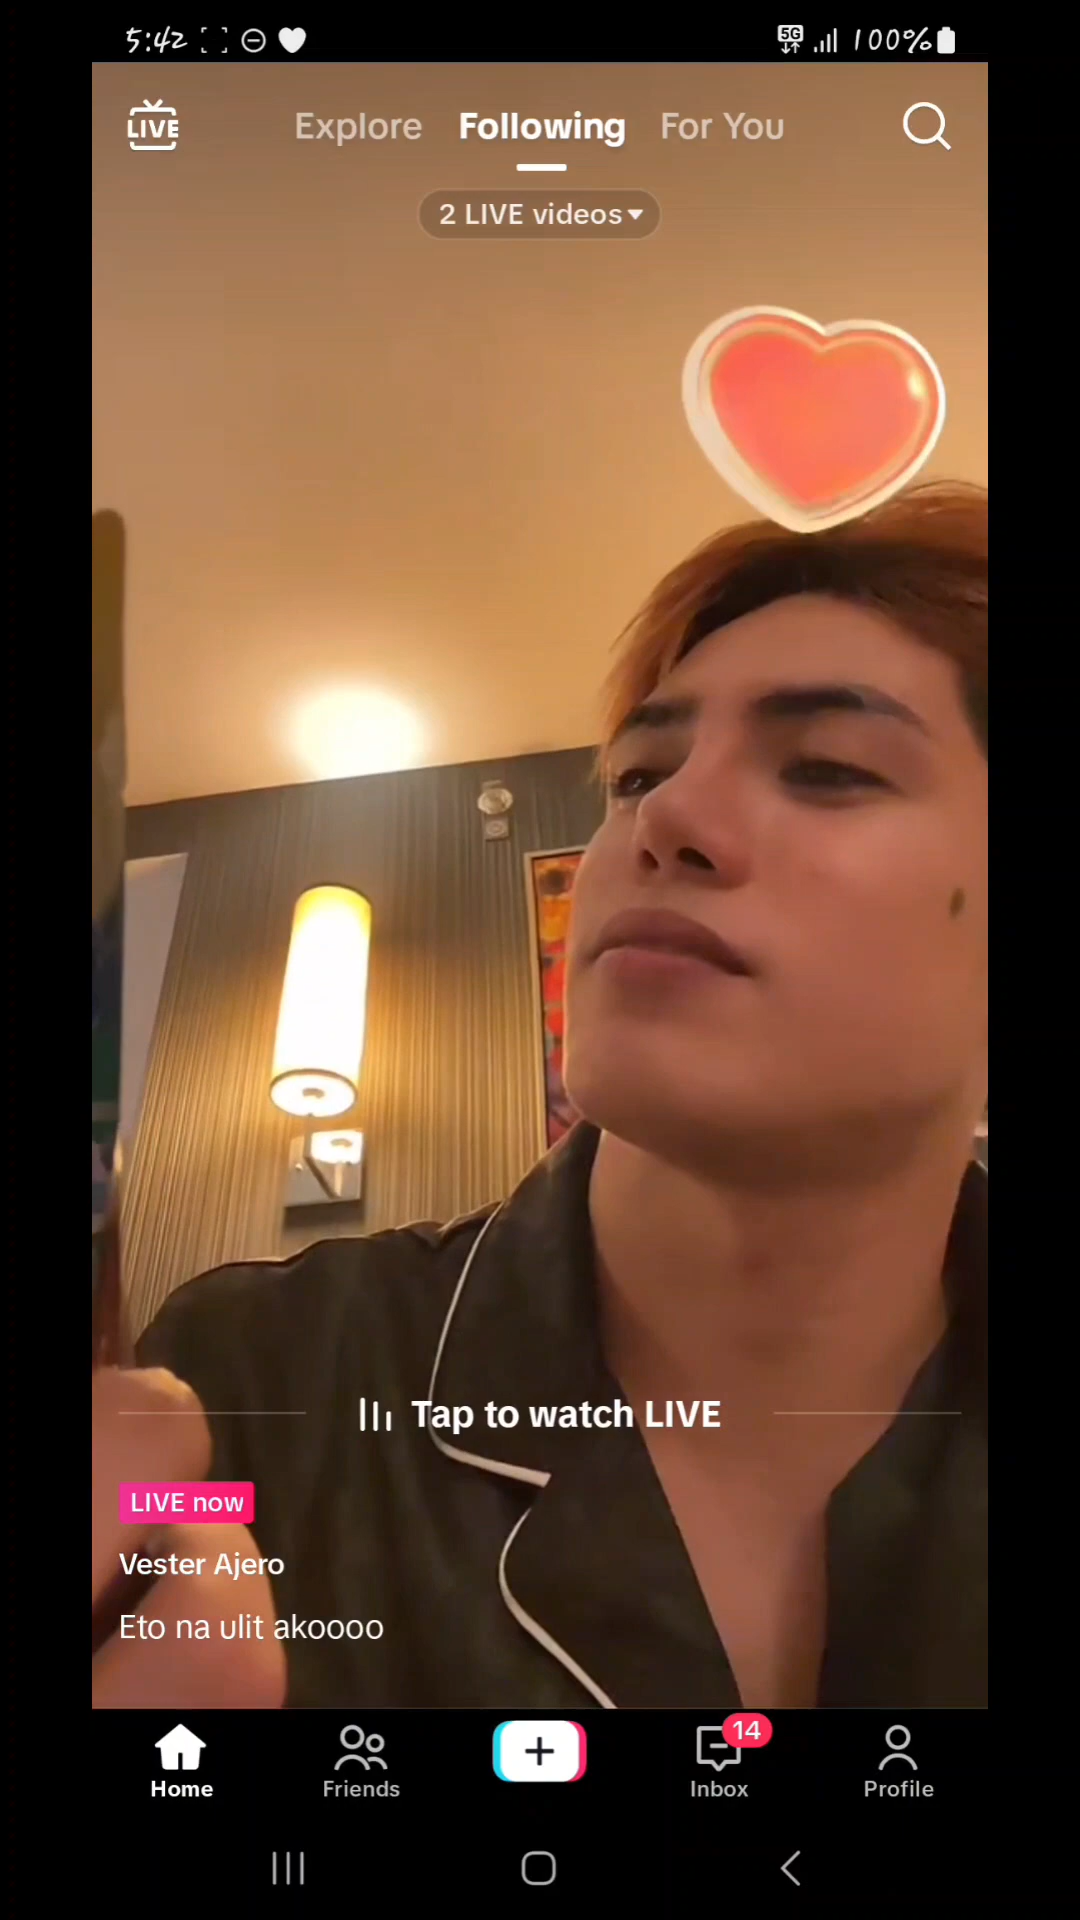 5:42
5G 100%
LIVE
Explore Following For You
2 LIVE videos
Tap to watch LIVE
LIVE now
Vester Ajero
Eto na ulit akoooo
14
Home Friends Inbox Profile